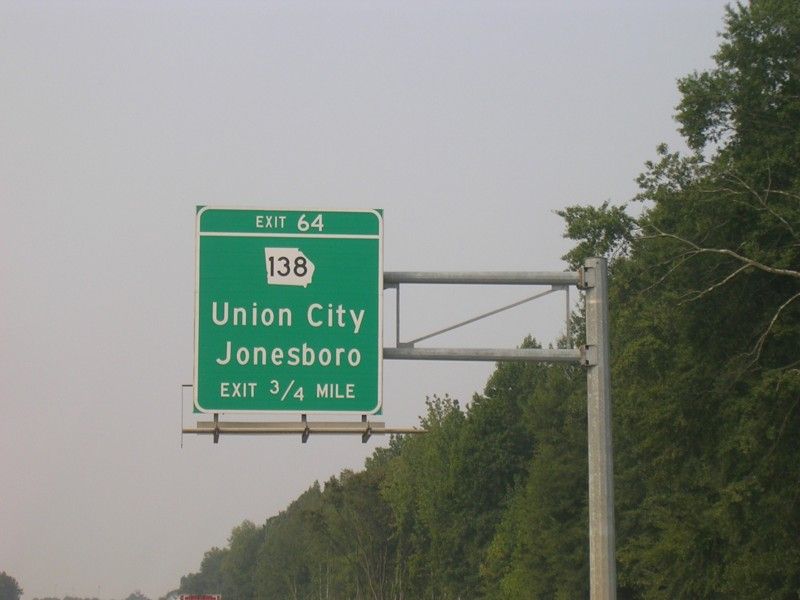 EXIT 64
138
Union City
Jonesboro
EXIT 3/4 MILE